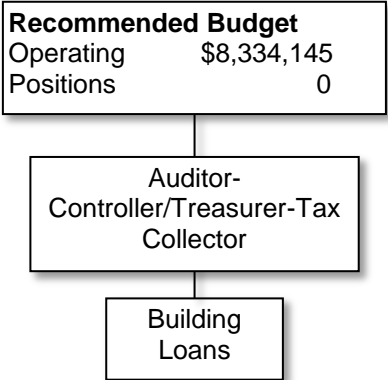 Recommended Budget
Operating $8,334,145
Positions 0
Auditor-
Controller/Treasurer-Tax
Collector
Building
Loans